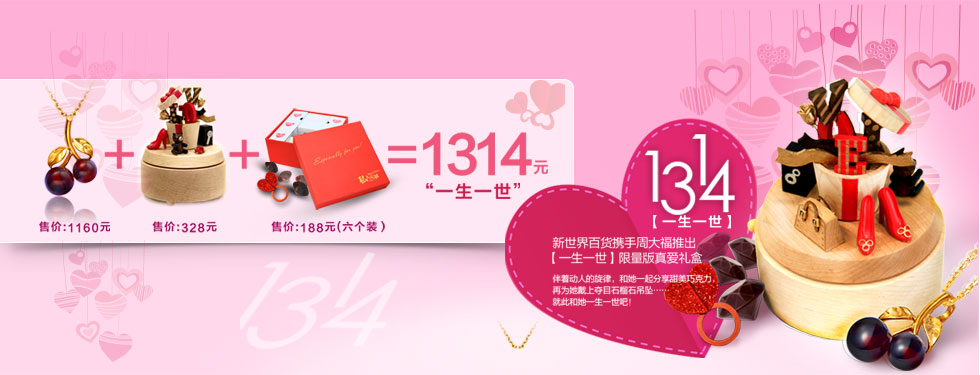 +
+
=1314元
“一生一世”
售价:1160元
售价:328元
售价:188元(六个装)
Especially for you!
1314
【一生一世】
新世界百货携手周大福推出
【一生一世】限量版真爱礼盒
伴着动人的旋律，和她一起分享甜美巧克力，
再为她戴上夺目石榴石吊坠……
就此和她一生一世吧！
134